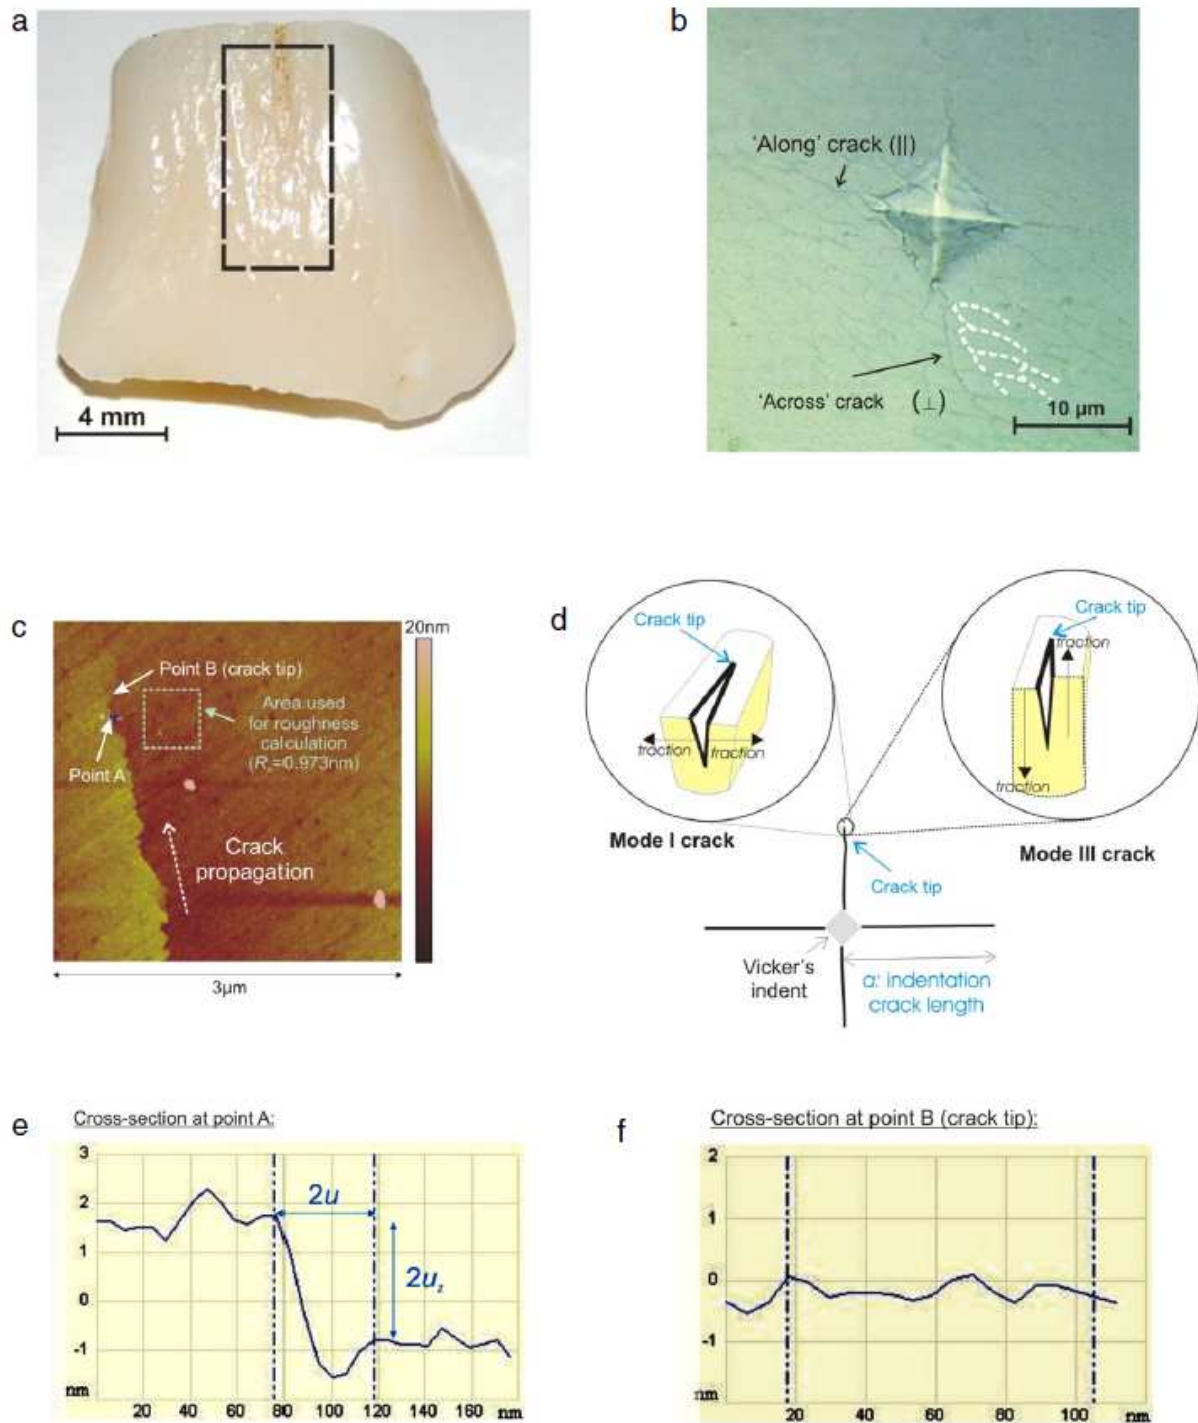 a
4 mm
b
'Along' crack (||)
'Across' crack (⊥)
10 µm
c
20nm
Point B (crack tip)
Area used
for roughness
calculation
=0.973nm)
Point A
Crack
propagation
3µm
d
Crack tip
traction traction
Mode I crack
Crack tip
traction
traction
Mode III crack
Crack tip
Vicker's
indent
a: indentation
crack length
e
Cross-section at point A:
3
2
1
0
-1
nm
2u
2uz
20 40 60 80 100 120 140 160 nm
f
Cross-section at point B (crack tip):
2
1
0
-1
nm
20 40 60 80 100 nm